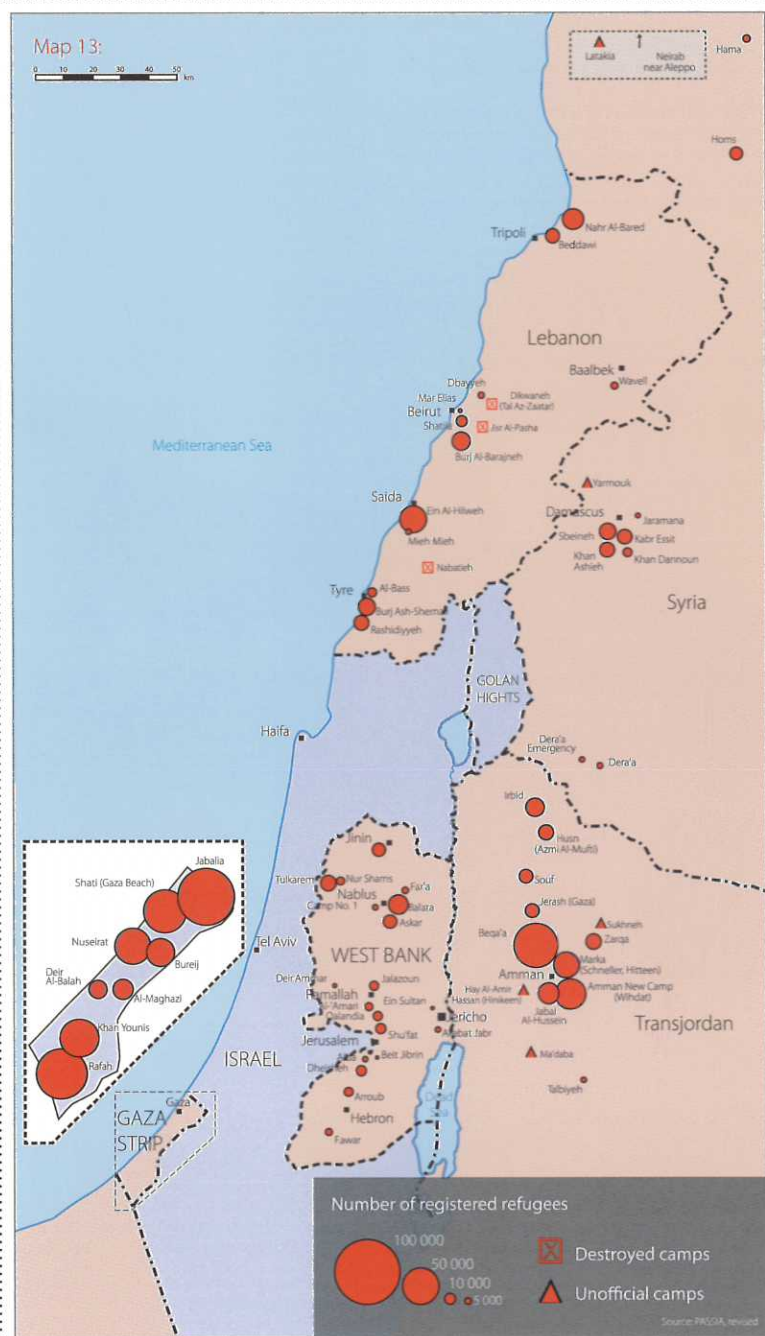 Map 13:
0 10 20 30 40 50 km
Latakia
Neirab
near Aleppo
Hama
Homs
Nahr Al-Bared
Tripoli
Beddawi
Lebanon
Baalbek
Wavell
Dbayyeh
Mar Elias
Dikwaneh
(Tal Az-Zaatar)
Beirut
Shatila
Jisr Al-Pasha
Burj Al-Barajneh
Mediterranean Sea
Yarmouk
Saida
Ein Al-Hilweh
Mieh Mieh
Damascus
Jaramana
Sbeineh
Kabr Essit
Khan
Ashieh
Khan Dannoun
Nabatieh
Al-Bass
Tyre
Burj Ash-Shemali
Rashidiyyeh
Syria
GOLAN
HIGHTS
Haifa
Dera'a
Emergency
Dera'a
Irbid
Husn
(Azmi Al-Mufti)
Jinin
Tulkarem
Nur Shams
Far'a
Nablus
Camp No. 1
Balata
Askar
Souf
Jerash (Gaza)
Sukhneh
Beqa'a
Zarqa
Marka
(Schneller, Hitteen)
Amman
Hay Al-Amir
Hassan (Hinikeen)
Amman New Camp
(Wihdat)
Jabal
Al-Hussein
Transjordan
Ma'daba
Talbiyeh
Tel Aviv
WEST BANK
Deir Ammar
Jalazoun
Ramallah
Al-'Amari
Qalandia
Ein Sultan
Jericho
Aqabat Jabr
Shu'fat
Jerusalem
Aida
Beit Jibrin
Dheisheh
ISRAEL
Arroub
Hebron
Fawar
Dead
Sea
Jabalia
Shati (Gaza Beach)
Nuseirat
Bureij
Deir
Al-Balah
Al-Maghazi
Khan Younis
Rafah
Gaza
GAZA
STRIP
Number of registered refugees
100 000
50 000
10 000
5 000
Destroyed camps
Unofficial camps
Source: PASSIA, revised